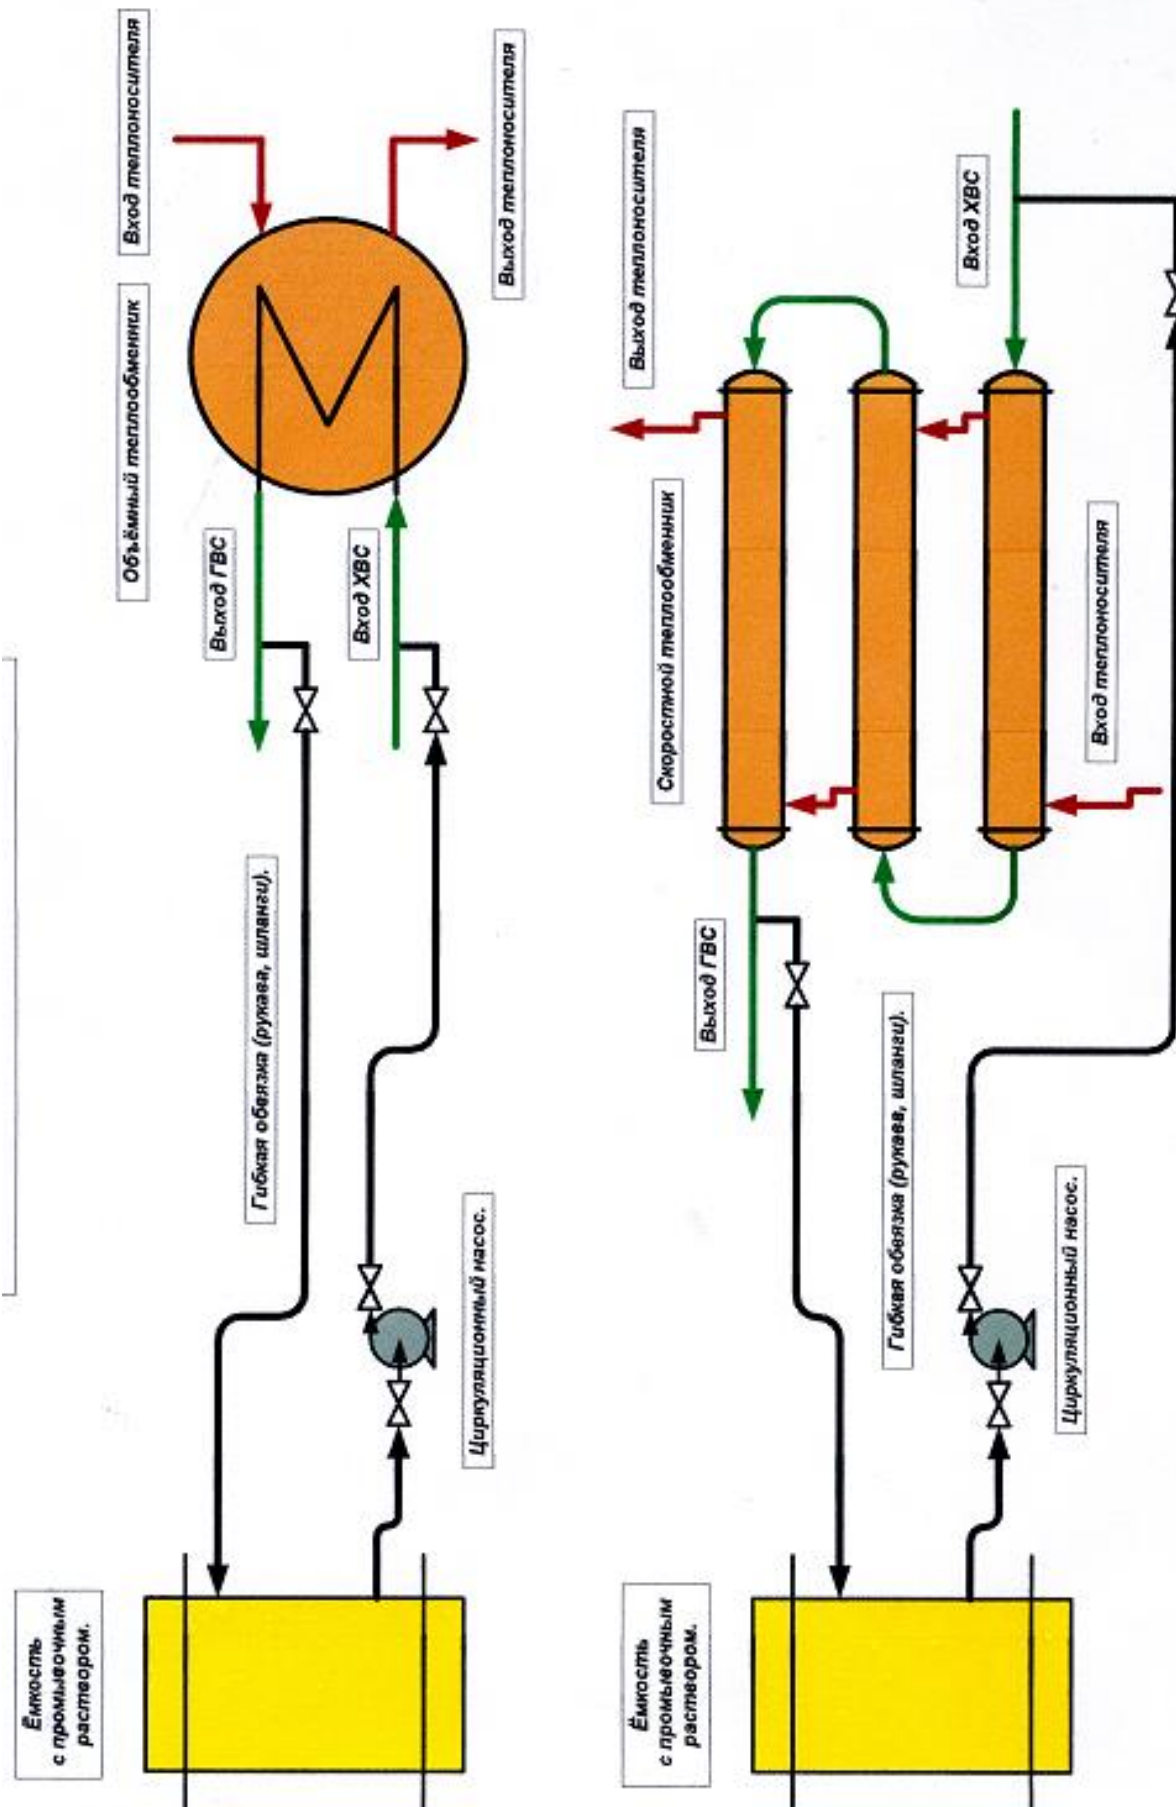 Ёмкость
с промывочным
раствором.
Объёмный теплообменник
Вход теплоносителя
Выход ГВС
Гибкая обвязка (рукава, шланги).
Вход ХВС
Циркуляционный насос.
Выход теплоносителя
Ёмкость
с промывочным
раствором.
Выход теплоносителя
Скоростной теплообменник
Выход ГВС
Гибкая обвязка (рукава, шланги).
Вход ХВС
Циркуляционный насос.
Вход теплоносителя